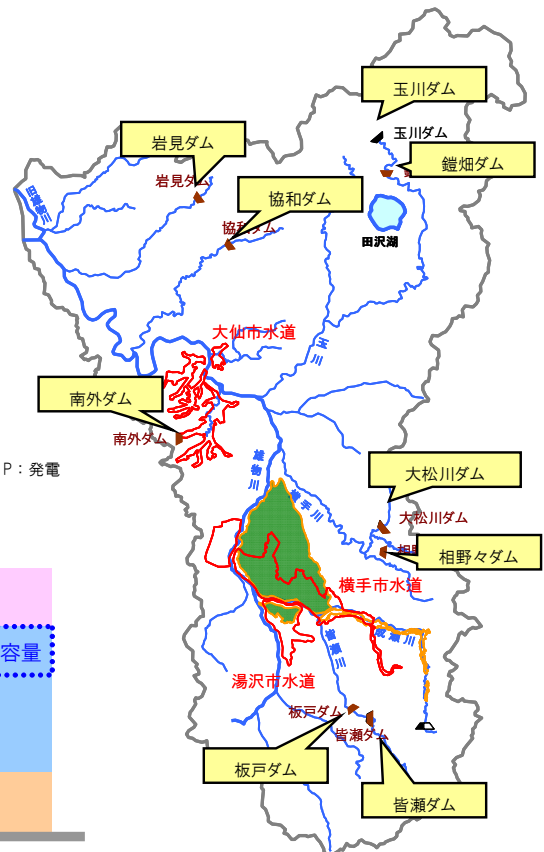 玉川ダム
玉川ダム
岩見ダム
鎧畑ダム
岩見ダム
協和ダム
旧雄物川
協和ダム
田沢湖
大仙市水道
玉川
南外ダム
南外ダム
P：発電
雄物川
横手川
大松川ダム
大松川ダム
相野々ダム
横手市水道
容量
皆瀬川
成瀬川
湯沢市水道
板戸ダム
皆瀬ダム
板戸ダム
皆瀬ダム